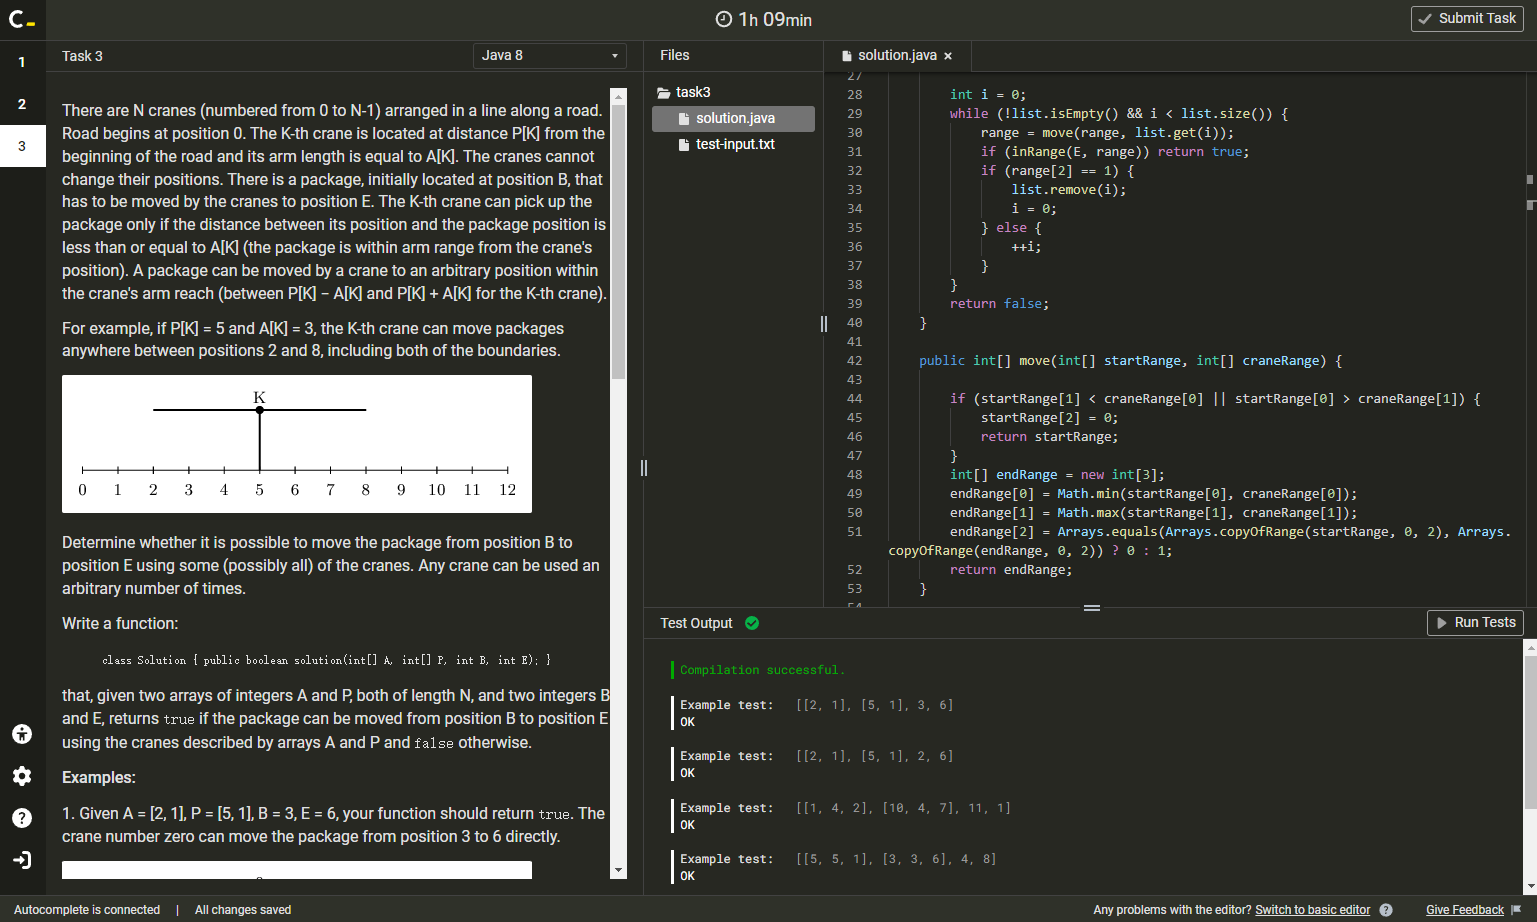 C_
1h 09min
Submit Task
1
2
3
Task 3
Java 8
There are N cranes (numbered from 0 to N-1) arranged in a line along a road.
Road begins at position 0. The K-th crane is located at distance P[K] from the
beginning of the road and its arm length is equal to A[K]. The cranes cannot
change their positions. There is a package, initially located at position B, that
has to be moved by the cranes to position E. The K-th crane can pick up the
package only if the distance between its position and the package position is
less than or equal to A[K] (the package is within arm range from the crane's
position). A package can be moved by a crane to an arbitrary position within
the crane's arm reach (between P[K] − A[K] and P[K] + A[K] for the K-th crane).
For example, if P[K] = 5 and A[K] = 3, the K-th crane can move packages
anywhere between positions 2 and 8, including both of the boundaries.
K
0 1 2 3 4 5 6 7 8 9 10 11 12
Determine whether it is possible to move the package from position B to
position E using some (possibly all) of the cranes. Any crane can be used an
arbitrary number of times.
Write a function:
class Solution { public boolean solution(int[] A, int[] P, int B, int E); }
that, given two arrays of integers A and P, both of length N, and two integers B
and E, returns true if the package can be moved from position B to position E
using the cranes described by arrays A and P and false otherwise.
Examples:
1. Given A = [2, 1], P = [5, 1], B = 3, E = 6, your function should return true. The
crane number zero can move the package from position 3 to 6 directly.
Files
task3
solution.java
test-input.txt
solution.java ×
27
28 int i = 0;
29 while (!list.isEmpty() && i < list.size()) {
30 range = move(range, list.get(i));
31 if (inRange(E, range)) return true;
32 if (range[2] == 1) {
33 list.remove(i);
34 i = 0;
35 } else {
36 ++i;
37 }
38 }
39 return false;
40 }
41
42 public int[] move(int[] startRange, int[] craneRange) {
43
44 if (startRange[1] < craneRange[0] || startRange[0] > craneRange[1]) {
45 startRange[2] = 0;
46 return startRange;
47 }
48 int[] endRange = new int[3];
49 endRange[0] = Math.min(startRange[0], craneRange[0]);
50 endRange[1] = Math.max(startRange[1], craneRange[1]);
51 endRange[2] = Arrays.equals(Arrays.copyOfRange(startRange, 0, 2), Arrays.
copyOfRange(endRange, 0, 2)) ? 0 : 1;
52 return endRange;
53 }
54
Test Output
Run Tests
Compilation successful.
Example test: [[2, 1], [5, 1], 3, 6]
OK
Example test: [[2, 1], [5, 1], 2, 6]
OK
Example test: [[1, 4, 2], [10, 4, 7], 11, 1]
OK
Example test: [[5, 5, 1], [3, 3, 6], 4, 8]
OK
Autocomplete is connected | All changes saved
Any problems with the editor? Switch to basic editor ? Give Feedback